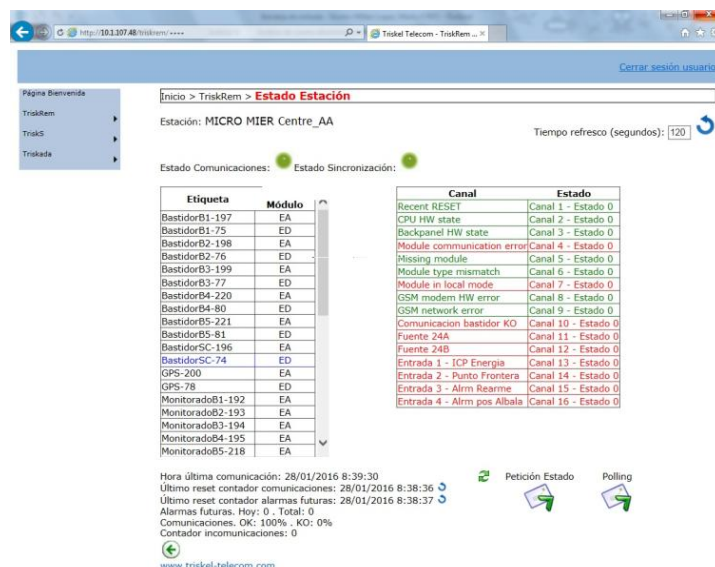 http://10.1.107.48/triskrem/----
Triskel Telecom - TriskRem ...
Cerrar sesión usuario
Página Bienvenida
TriskRem
TriskS
Triskada
Inicio > TriskRem > Estado Estación
Estación: MICRO MIER Centre_AA
Tiempo refresco (segundos): 120
Estado Comunicaciones: Estado Sincronización:
Etiqueta Módulo
BastidorB1-197 EA
BastidorB1-75 ED
BastidorB2-198 EA
BastidorB2-76 ED
BastidorB3-199 EA
BastidorB3-77 ED
BastidorB4-220 EA
BastidorB4-80 ED
BastidorB5-221 EA
BastidorB5-81 ED
BastidorSC-196 EA
BastidorSC-74 ED
GPS-200 EA
GPS-78 ED
MonitoradoB1-192 EA
MonitoradoB2-193 EA
MonitoradoB3-194 EA
MonitoradoB4-195 EA
MonitoradoB5-218 EA
Canal Estado
Recent RESET Canal 1 - Estado 0
CPU HW state Canal 2 - Estado 0
Backpanel HW state Canal 3 - Estado 0
Module communication error Canal 4 - Estado 0
Missing module Canal 5 - Estado 0
Module type mismatch Canal 6 - Estado 0
Module in local mode Canal 7 - Estado 0
GSM modem HW error Canal 8 - Estado 0
GSM network error Canal 9 - Estado 0
Comunicacion bastidor KO Canal 10 - Estado 0
Fuente 24A Canal 11 - Estado 0
Fuente 24B Canal 12 - Estado 0
Entrada 1 - ICP Energia Canal 13 - Estado 0
Entrada 2 - Punto Frontera Canal 14 - Estado 0
Entrada 3 - Alrm Rearme Canal 15 - Estado 0
Entrada 4 - Alrm pos Albala Canal 16 - Estado 0
Hora última comunicación: 28/01/2016 8:39:30
Último reset contador comunicaciones: 28/01/2016 8:38:36
Último reset contador alarmas futuras: 28/01/2016 8:38:37
Alarmas futuras. Hoy: 0 . Total: 0
Comunicaciones. OK: 100% . KO: 0%
Contador incomunicaciones: 0
Petición Estado Polling
www.triskel-telecom.com